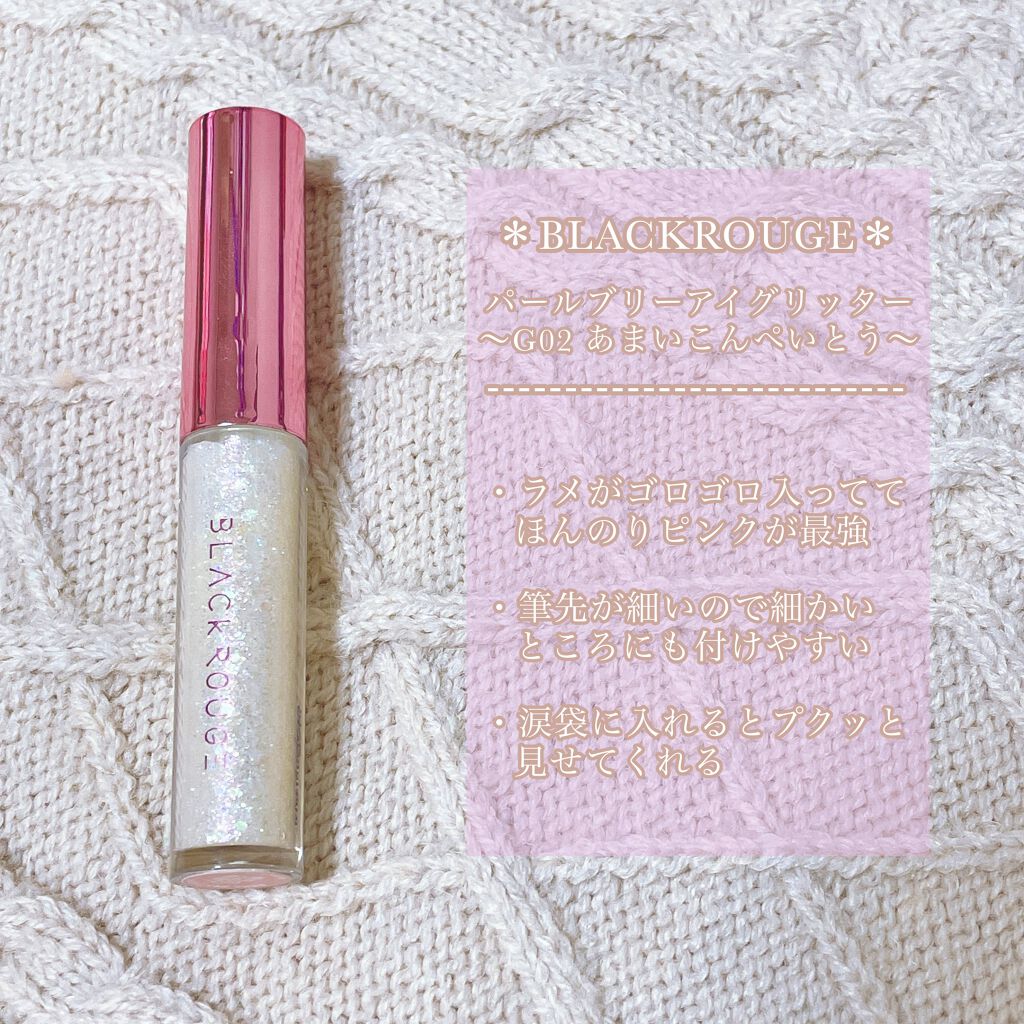 ＊BLACKROUGE＊
パールブリーアイグリッター
～G02 あまいこんぺいとう～
・ラメがゴロゴロ入ってて
ほんのりピンクが最強
・筆先が細いので細かい
ところにも付けやすい
・涙袋に入れるとプクッと
見せてくれる
BLACK ROUGE